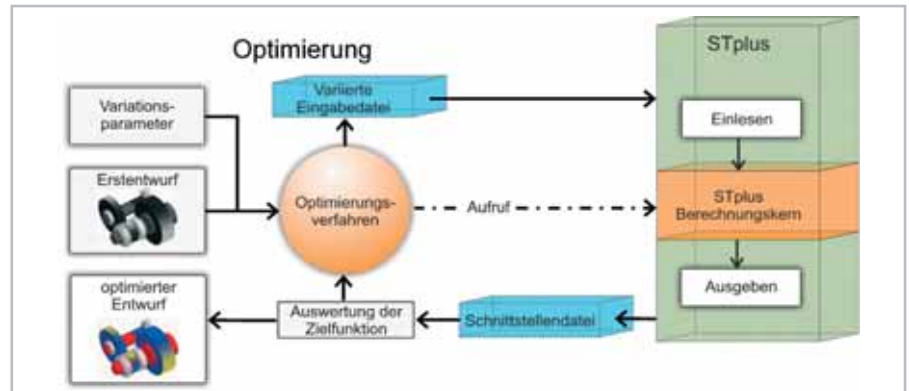 Optimierung
STplus
Variations-
parameter
Variierte
Eingabedatei
Einlesen
Erstentwurf
Optimierungs-
verfahren
Aufruf
STplus
Berechnungskern
optimierter
Entwurf
Auswertung der
Zielfunktion
Schnittstellendatei
Ausgeben